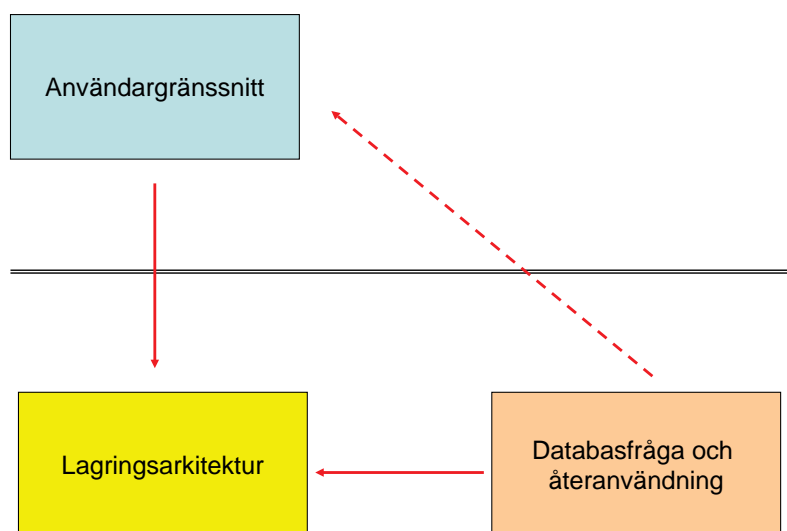 Användargränssnitt
Lagringsarkitektur
Databasfråga och
återanvändning